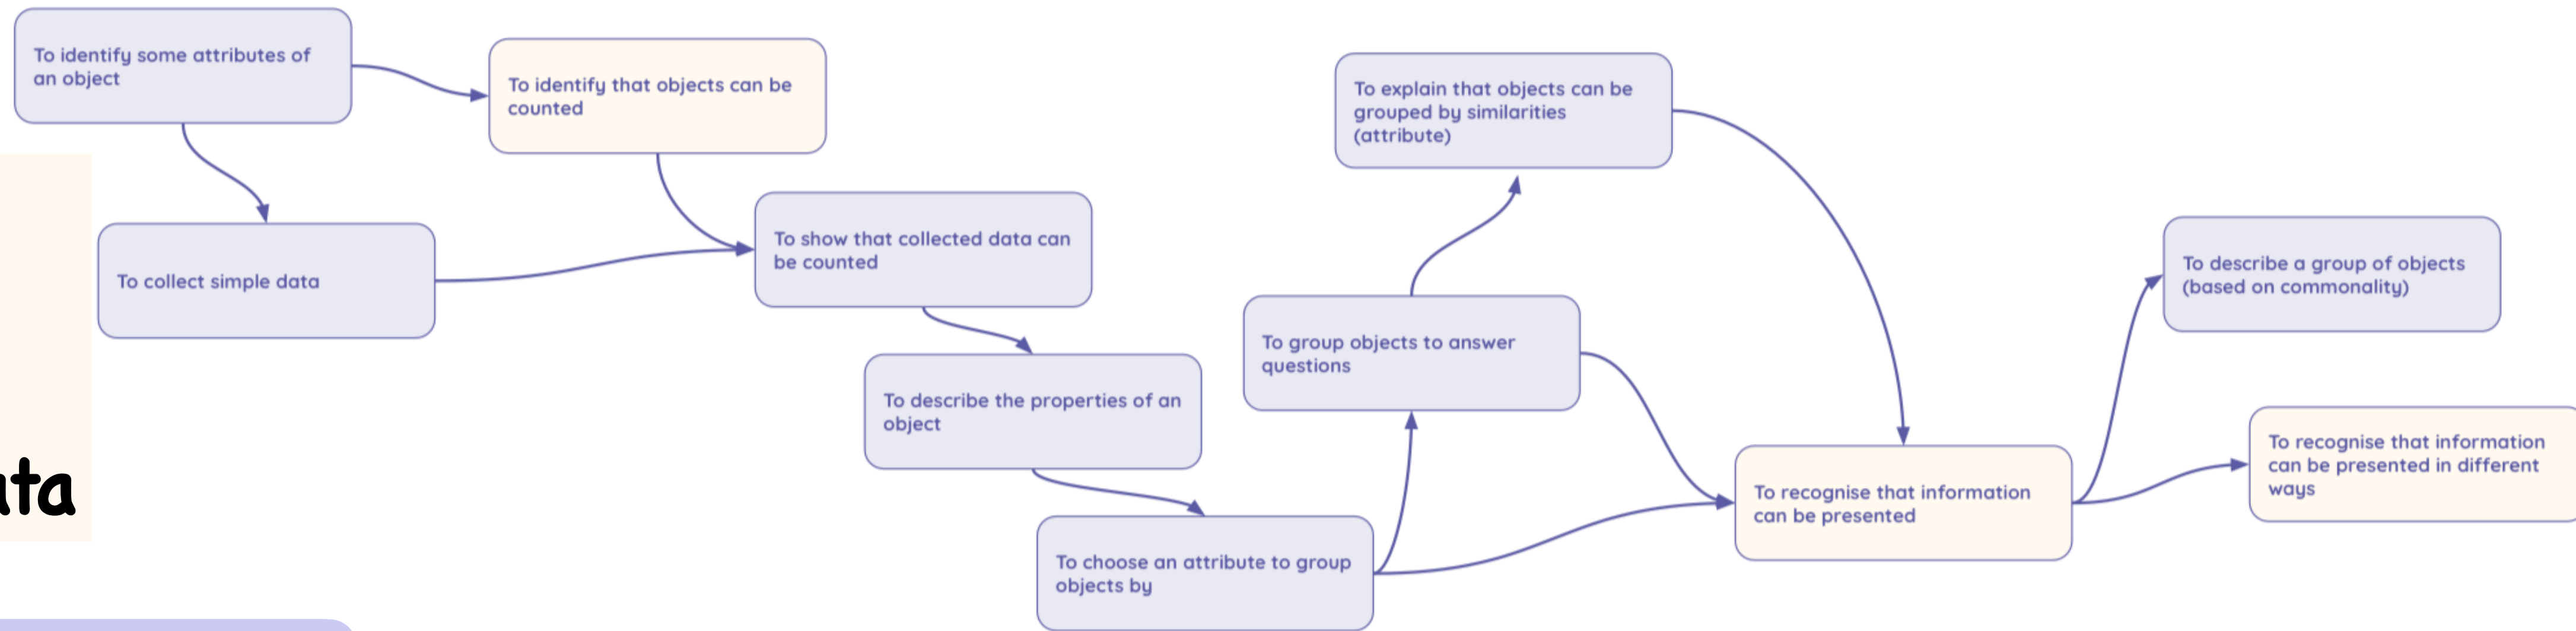 To identify some attributes of
an object
To identify that objects can be
counted
To collect simple data
To show that collected data can
be counted
To describe the properties of an
object
To choose an attribute to group
objects by
To group objects to answer
questions
To explain that objects can be
grouped by similarities
(attribute)
To recognise that information
can be presented
To describe a group of objects
(based on commonality)
To recognise that information
can be presented in different
ways